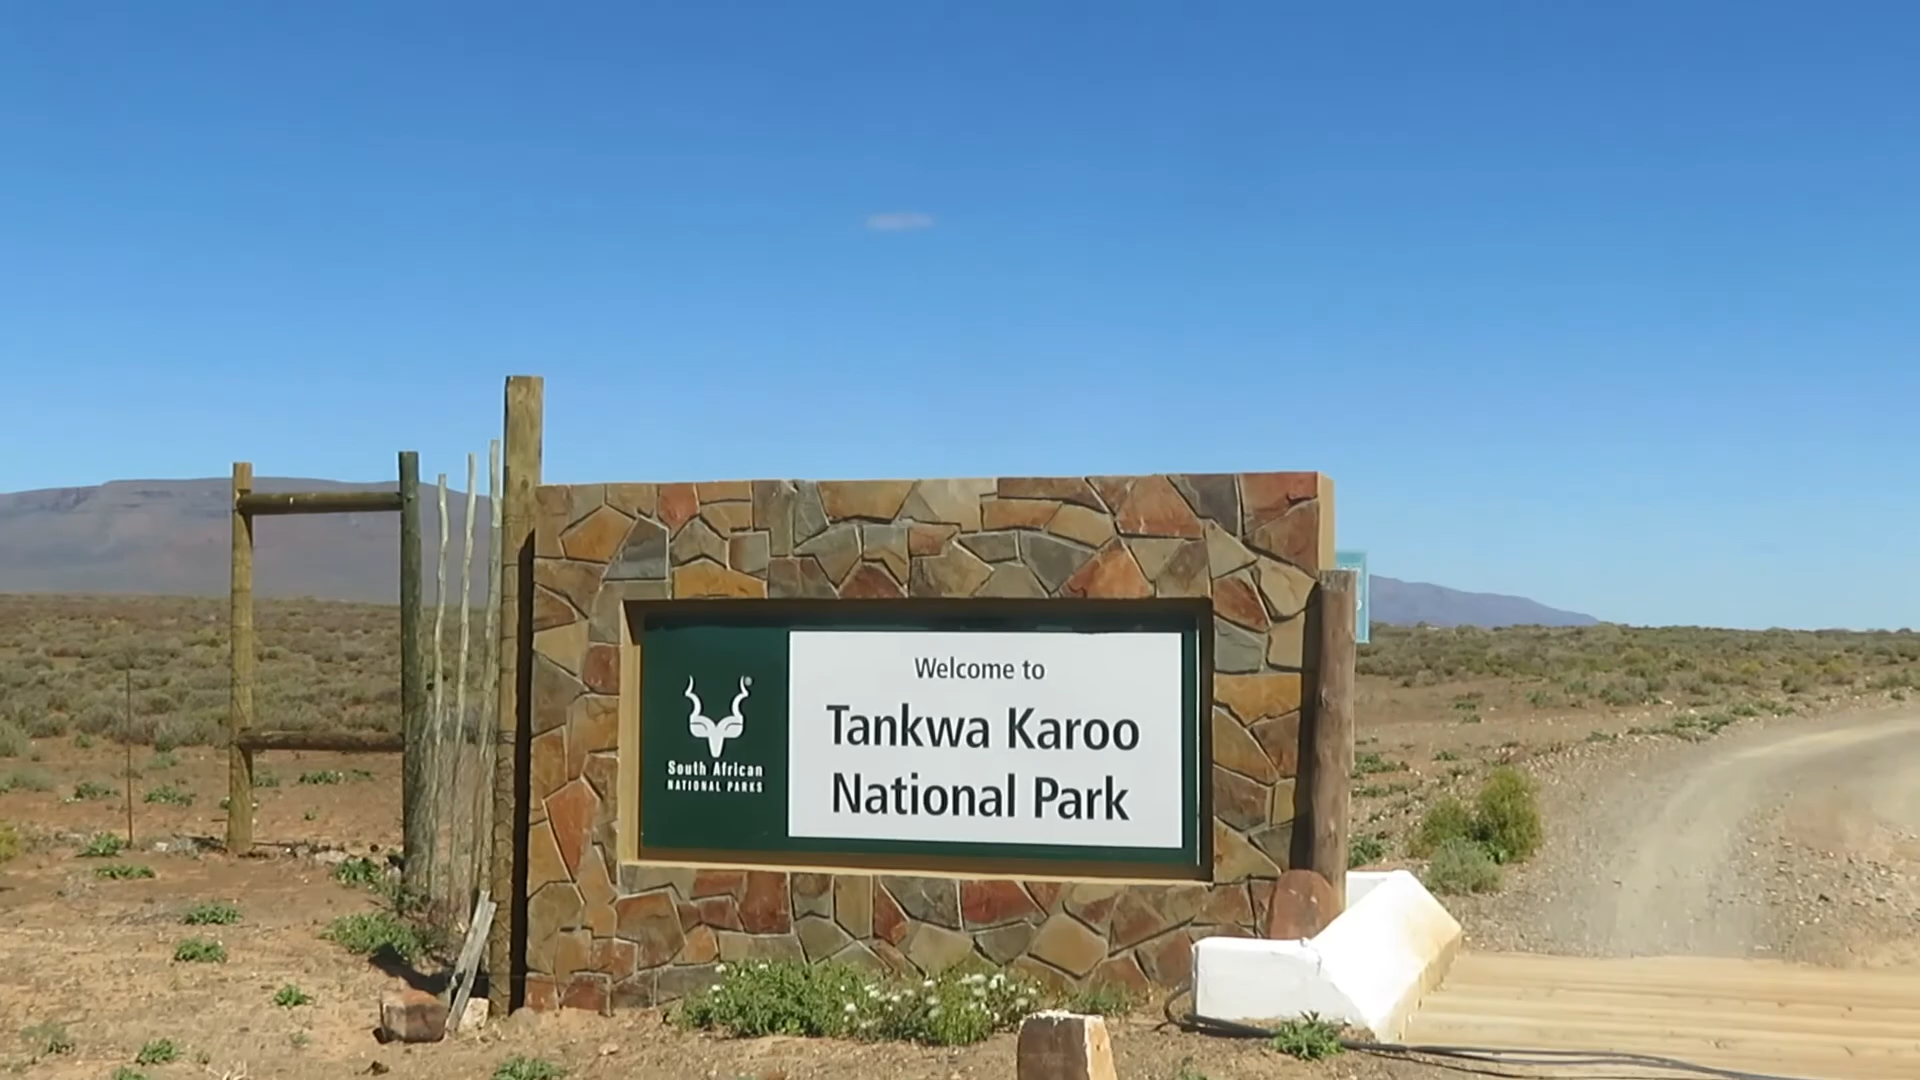 Welcome to
Tankwa Karoo
National Park
South African
NATIONAL PARKS